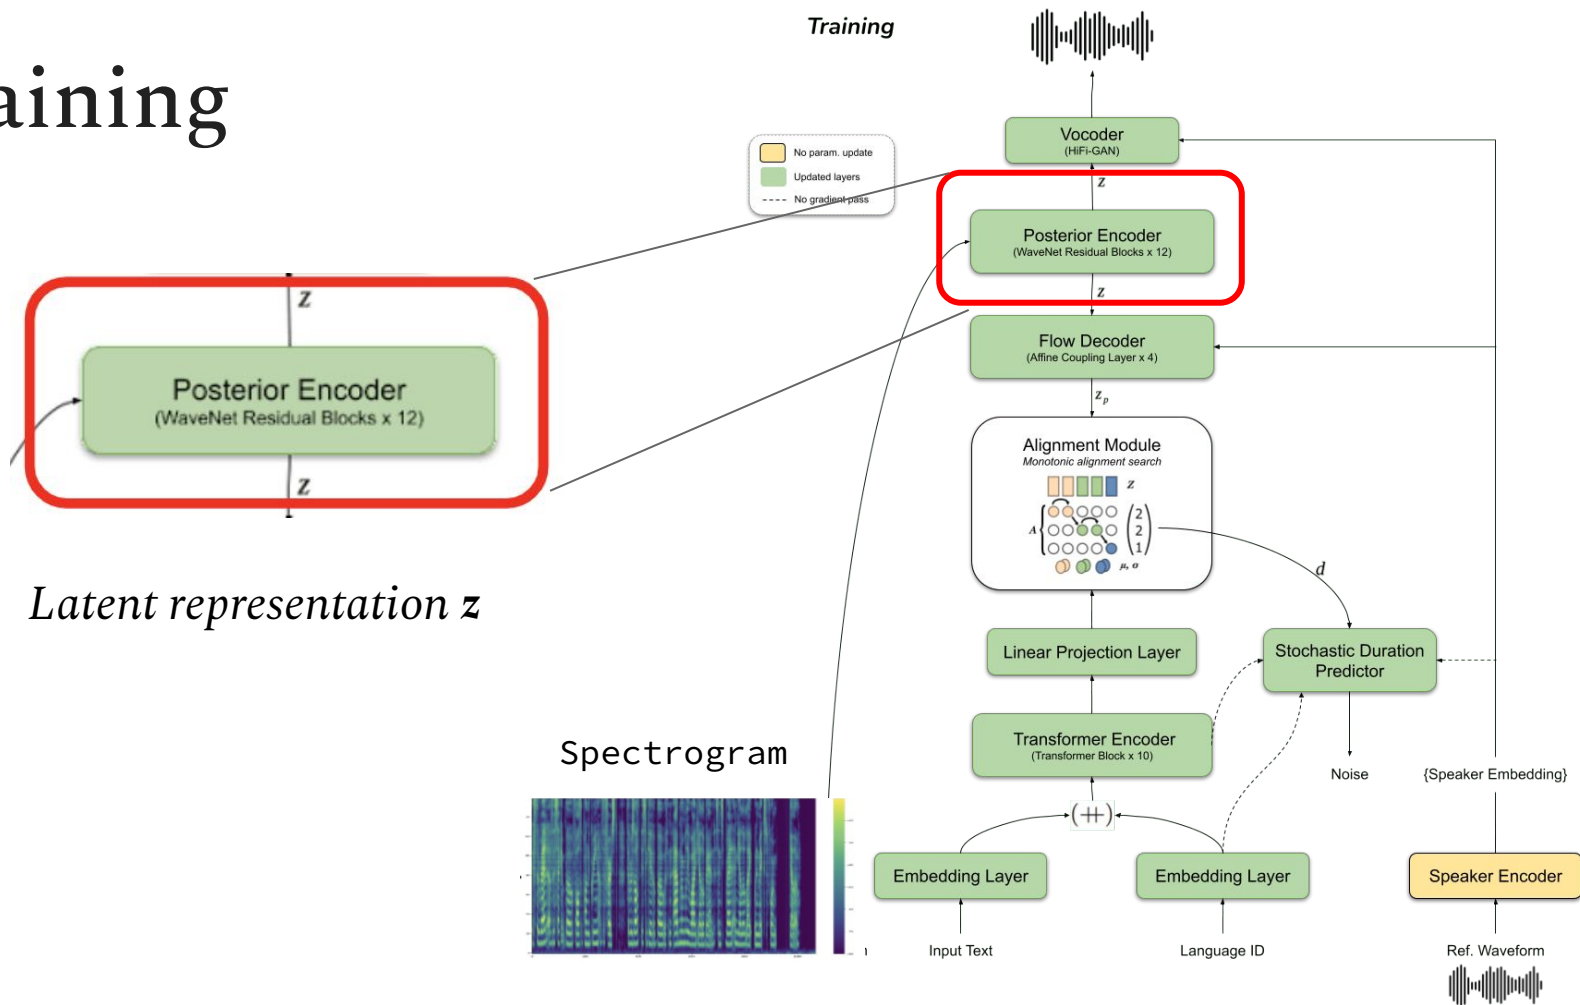 aining
Training
No param. update
Updated layers
No gradient pass
Vocoder
(HiFi-GAN)
z
Posterior Encoder
(WaveNet Residual Blocks x 12)
z
Flow Decoder
(Affine Coupling Layer x 4)
z_p
Alignment Module
Monotonic alignment search
Z
A
2
2
1
μ, σ
d
Linear Projection Layer
Stochastic Duration
Predictor
Transformer Encoder
(Transformer Block x 10)
Noise
{Speaker Embedding}
(++)
Embedding Layer
Embedding Layer
Speaker Encoder
Input Text
Language ID
Ref. Waveform
z
Posterior Encoder
(WaveNet Residual Blocks x 12)
z
Latent representation z
Spectrogram